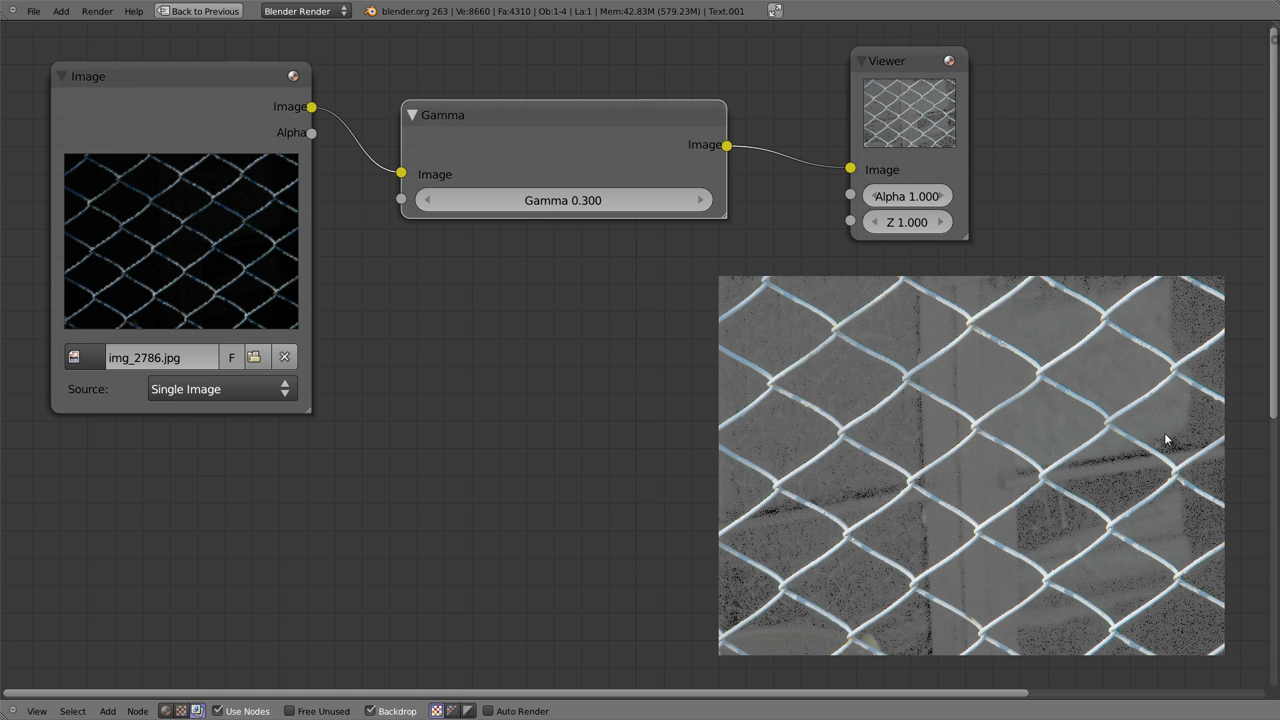 File Add Render Help Back to Previous Blender Render blender.org 263 | Ve:8660 | Fa:4310 | Ob:1-4 | La:1 | Mem:42.83M (579.23M) | Text.001
Image
Image
Alpha
img_2786.jpg F
Source: Single Image
Gamma
Image
Image
Gamma 0.300
Viewer
Image
Alpha 1.000
Z 1.000
View Select Add Node Use Nodes Free Unused Backdrop Auto Render